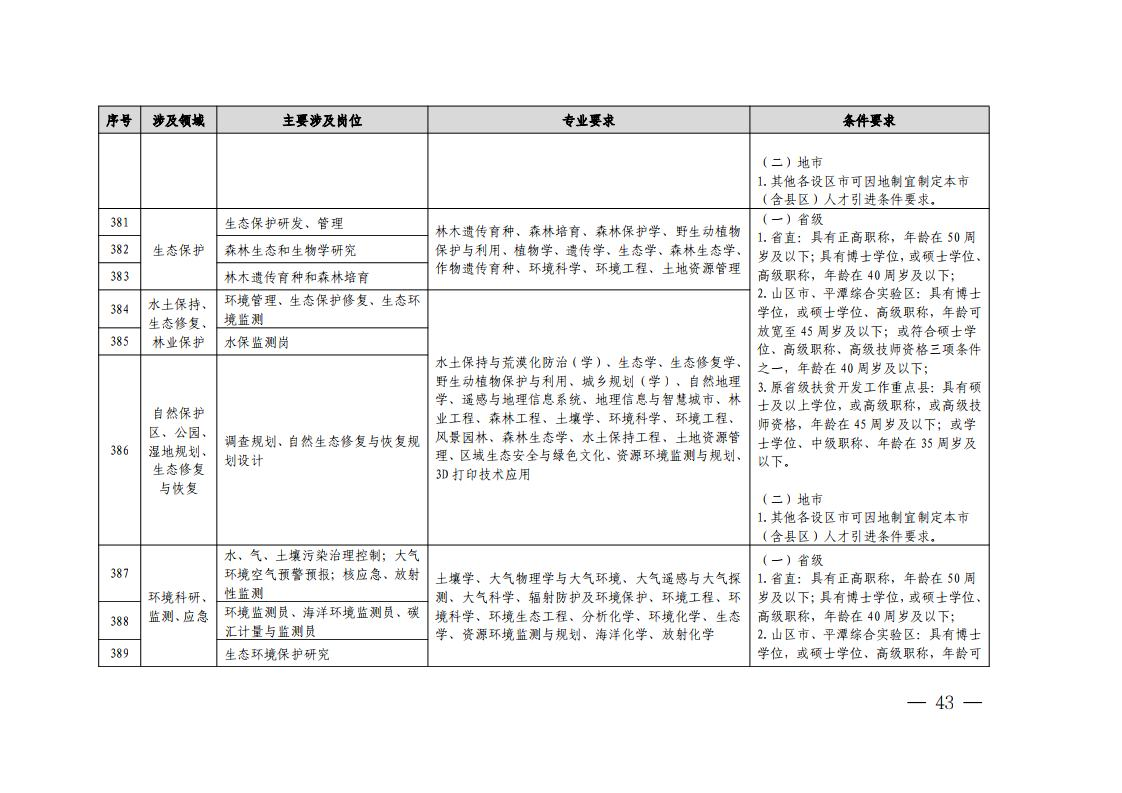 序号 涉及领域 主要涉及岗位 专业要求 条件要求
（二）地市
1.其他各设区市可因地制宜制定本市
（含县区）人才引进条件要求。
381
382
383
生态保护
生态保护研发、管理
森林生态和生物学研究
林木遗传育种和森林培育
林木遗传育种、森林培育、森林保护学、野生动植物
保护与利用、植物学、遗传学、生态学、森林生态学、
作物遗传育种、环境科学、环境工程、土地资源管理
384
385
水土保持、
生态修复、
林业保护
环境管理、生态保护修复、生态环
境监测
水保监测岗
386
自然保护
区、公园、
湿地规划、
生态修复
与恢复
调查规划、自然生态修复与恢复规
划设计
水土保持与荒漠化防治（学）、生态学、生态修复学、
野生动植物保护与利用、城乡规划（学）、自然地理
学、遥感与地理信息系统、地理信息与智慧城市、林
业工程、森林工程、土壤学、环境科学、环境工程、
风景园林、森林生态学、水土保持工程、土地资源管
理、区域生态安全与绿色文化、资源环境监测与规划、
3D 打印技术应用
（一）省级
1.省直：具有正高职称，年龄在 50 周
岁及以下；具有博士学位，或硕士学位、
高级职称，年龄在 40 周岁及以下；
2.山区市、平潭综合实验区：具有博士
学位，或硕士学位、高级职称，年龄可
放宽至 45 周岁及以下；或符合硕士学
位、高级职称、高级技师资格三项条件
之一，年龄在 40 周岁及以下；
3.原省级扶贫开发工作重点县：具有硕
士及以上学位，或高级职称，或高级技
师资格，年龄在 45 周岁及以下；或学
士学位、中级职称、年龄在 35 周岁及
以下。
（二）地市
1.其他各设区市可因地制宜制定本市
（含县区）人才引进条件要求。
387
388
389
环境科研、
监测、应急
水、气、土壤污染治理控制；大气
环境空气预警预报；核应急、放射
性监测
环境监测员、海洋环境监测员、碳
汇计量与监测员
生态环境保护研究
土壤学、大气物理学与大气环境、大气遥感与大气探
测、大气科学、辐射防护及环境保护、环境工程、环
境科学、环境生态工程、分析化学、环境化学、生态
学、资源环境监测与规划、海洋化学、放射化学
（一）省级
1.省直：具有正高职称，年龄在 50 周
岁及以下；具有博士学位，或硕士学位、
高级职称，年龄在 40 周岁及以下；
2.山区市、平潭综合实验区：具有博士
学位，或硕士学位、高级职称，年龄可
— 43 —